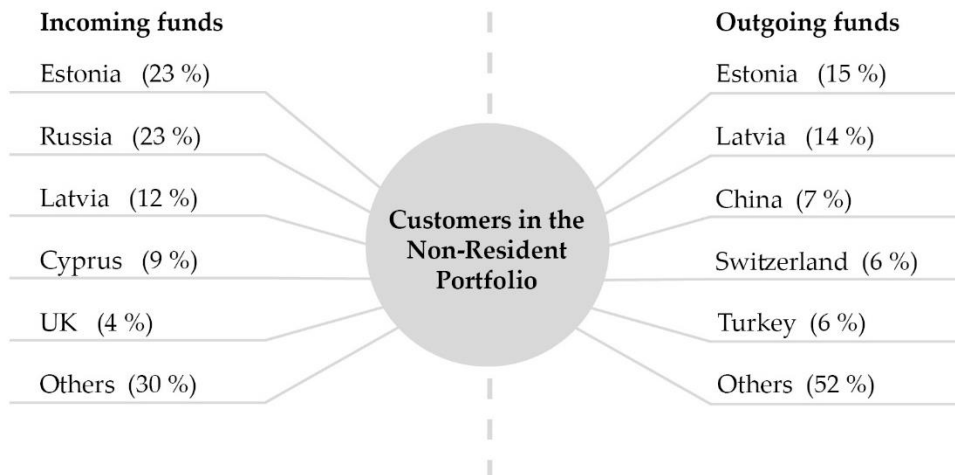 Incoming funds
Estonia (23 %)
Russia (23 %)
Latvia (12 %)
Cyprus (9 %)
UK (4 %)
Others (30 %)
Customers in the
Non-Resident
Portfolio
Outgoing funds
Estonia (15 %)
Latvia (14 %)
China (7 %)
Switzerland (6 %)
Turkey (6 %)
Others (52 %)